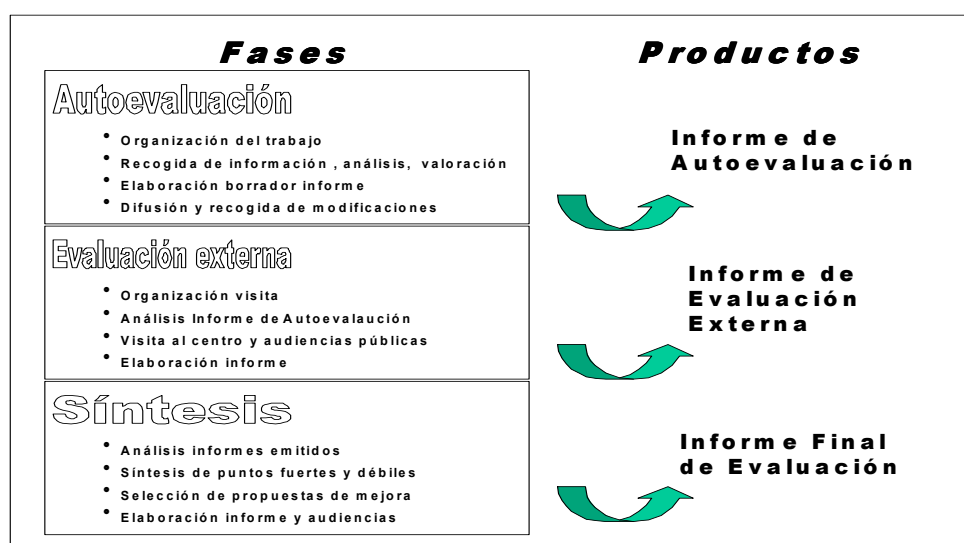 Fases
Productos
Autoevaluación
• Organización del trabajo
• Recogida de información , análisis, valoración
• Elaboración borrador informe
• Difusión y recogida de modificaciones
Informe de
Autoevaluación
Evaluación externa
• Organización visita
• Análisis Informe de Autoevalaución
• Visita al centro y audiencias públicas
• Elaboración informe
Informe de
Evaluación
Externa
Síntesis
• Análisis informes emitidos
• Síntesis de puntos fuertes y débiles
• Selección de propuestas de mejora
• Elaboración informe y audiencias
Informe Final
de Evaluación